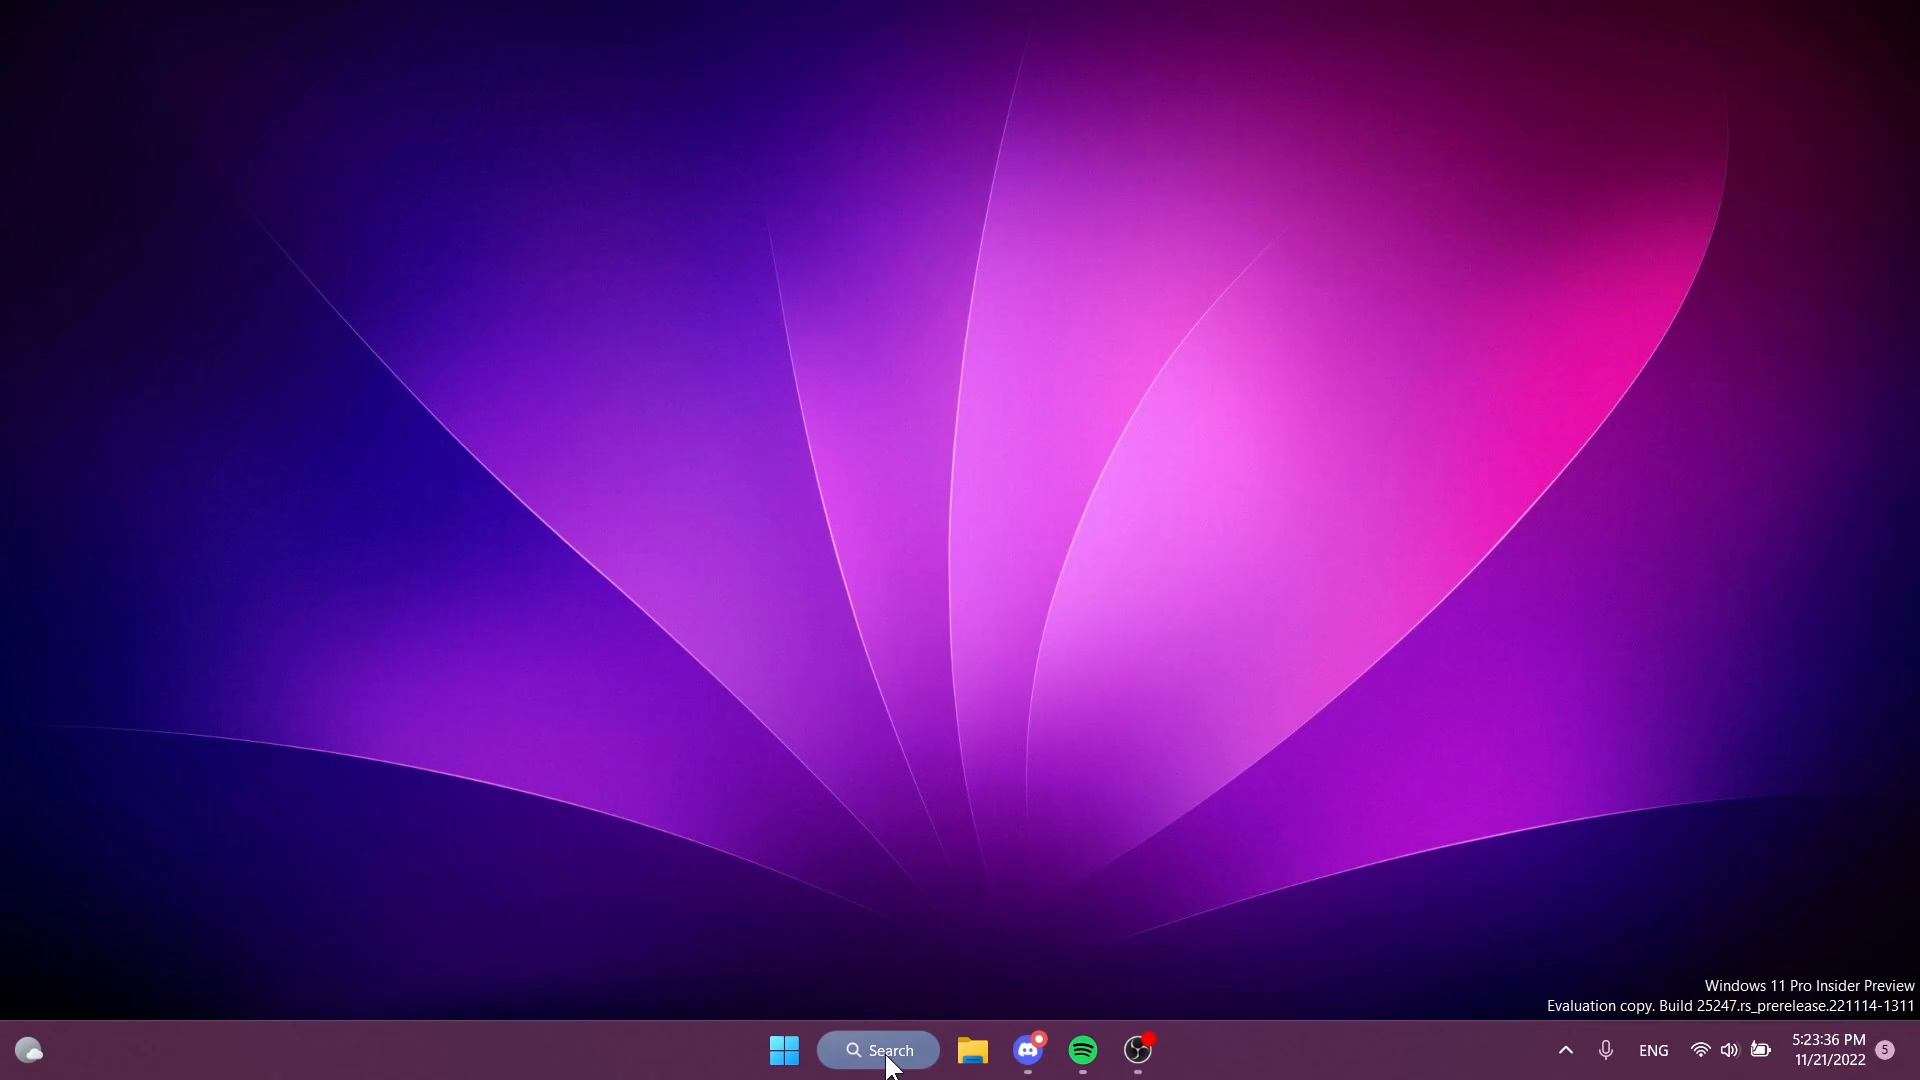 Windows 11 Pro Insider Preview
Evaluation copy. Build 25247.rs_prerelease.221114-1311
Search
ENG
5:23:36 PM
11/21/2022
5